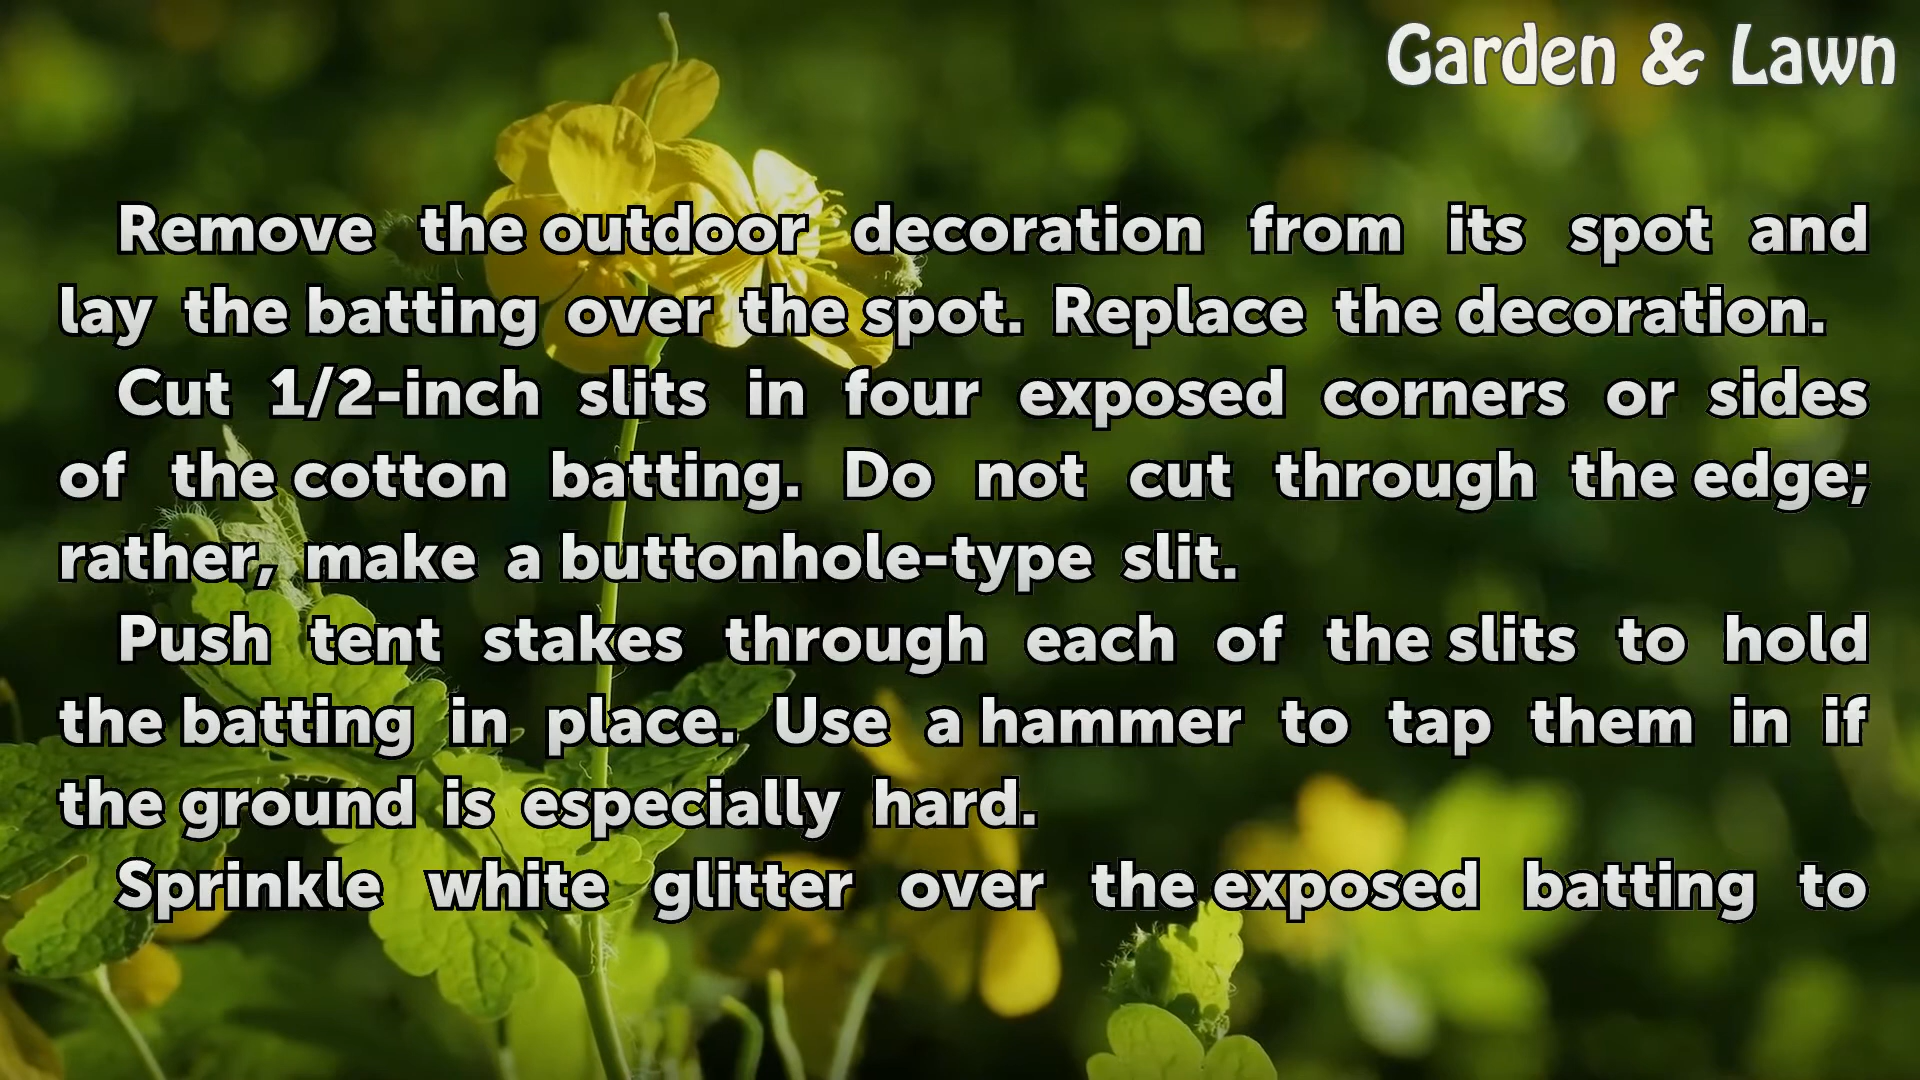 Garden & Lawn
Remove the outdoor decoration from its spot and
lay the batting over the spot. Replace the decoration.
Cut 1/2-inch slits in four exposed corners or sides
of the cotton batting. Do not cut through the edge;
rather, make a buttonhole-type slit.
Push tent stakes through each of the slits to hold
the batting in place. Use a hammer to tap them in if
the ground is especially hard.
Sprinkle white glitter over the exposed batting to